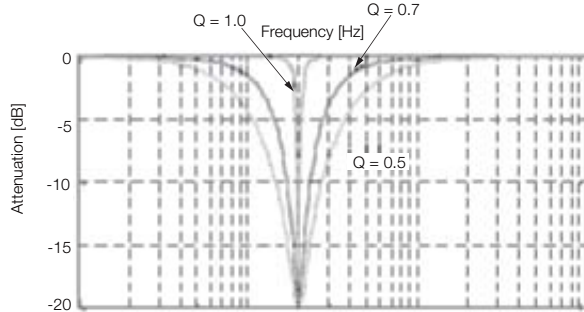 Q = 1.0
Q = 0.7
Frequency [Hz]
0
-5
-10
-15
-20
Attenuation [dB]
Q = 0.5